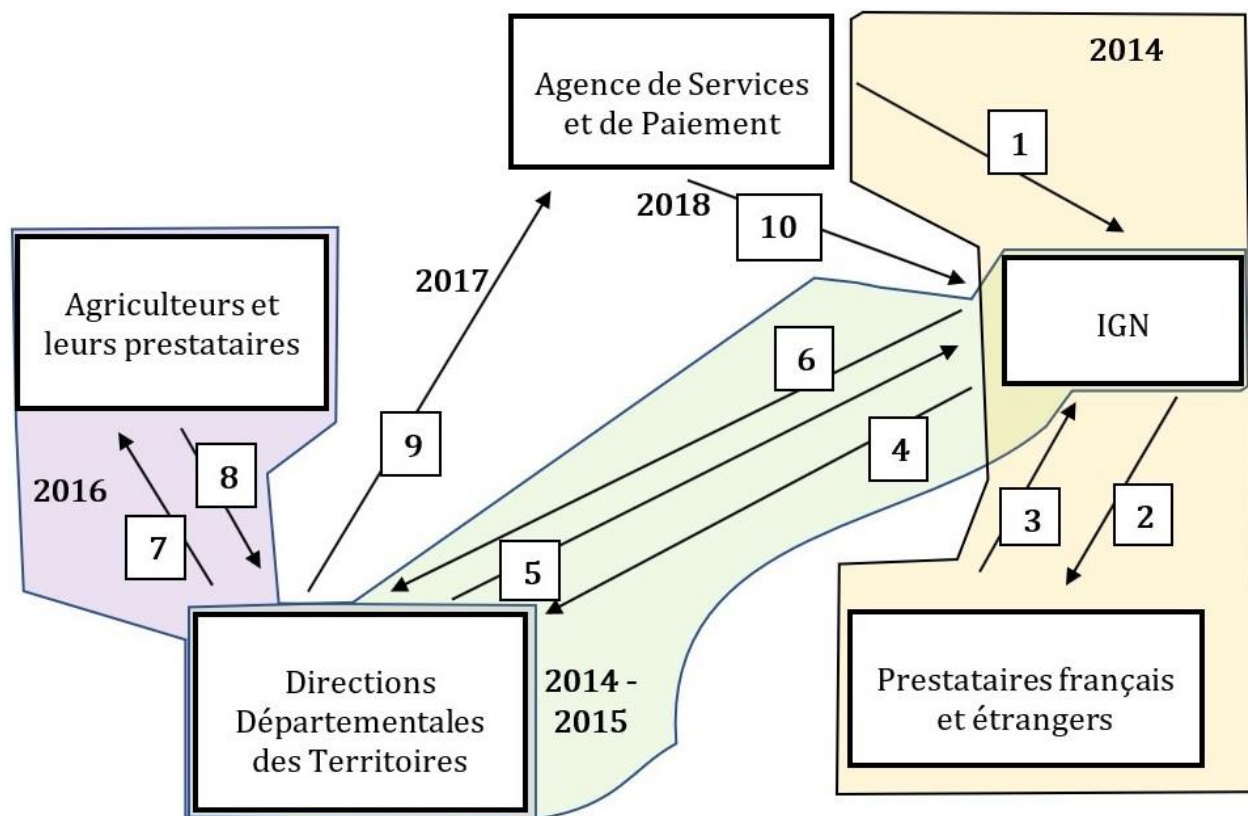 2014
Agence de Services
et de Paiement
1
2018
10
2017
Agriculteurs et
leurs prestataires
IGN
6
9
4
8
2016
7
3
2
5
Directions
Départementales
des Territoires
2014 -
2015
Prestataires français
et étrangers